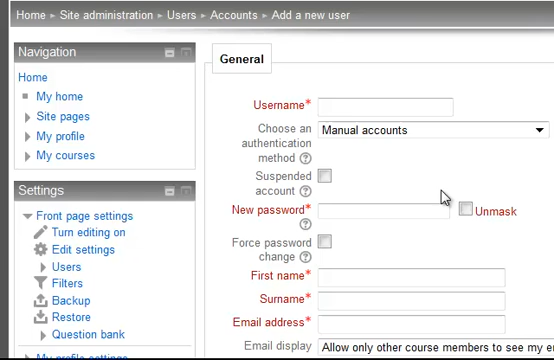 Home ▸ Site administration ▸ Users ▸ Accounts ▸ Add a new user
Navigation
Home
My home
Site pages
My profile
My courses
Settings
Front page settings
Turn editing on
Edit settings
Users
Filters
Backup
Restore
Question bank
My profile settings
General
Username*
Choose an
authentication
method
Manual accounts
Suspended
account
New password*
Unmask
Force password
change
First name*
Surname*
Email address*
Email display
Allow only other course members to see my